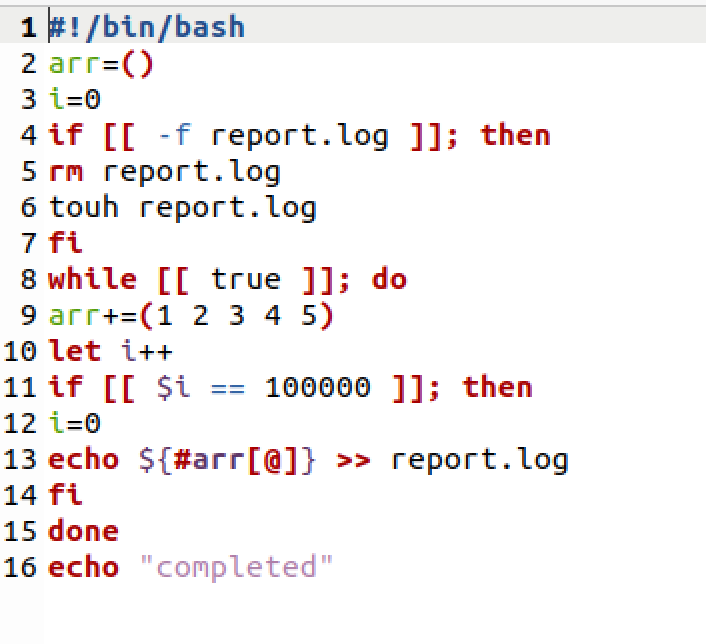 1 #!/bin/bash
2 arr=()
3 i=0
4 if [[ -f report.log ]]; then
5 rm report.log
6 touh report.log
7 fi
8 while [[ true ]]; do
9 arr+=(1 2 3 4 5)
10 let i++
11 if [[ $i == 100000 ]]; then
12 i=0
13 echo ${#arr[@]} >> report.log
14 fi
15 done
16 echo "completed"